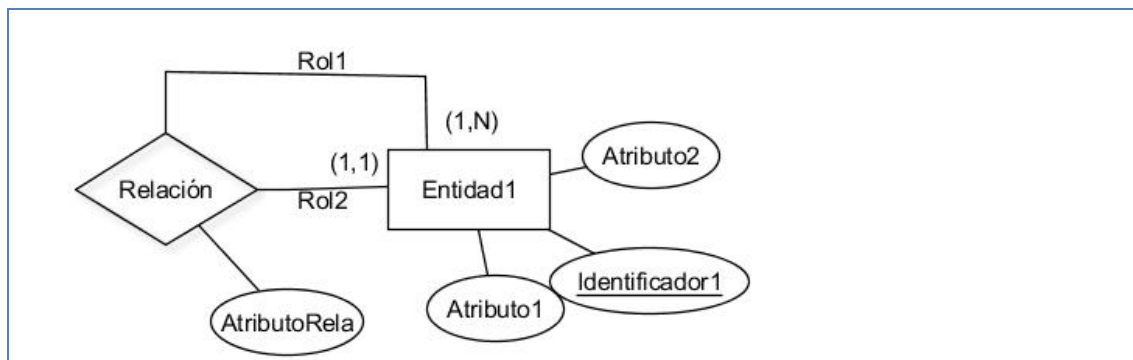 Rol1
(1,N)
Atributo2
(1,1)
Relación
Entidad1
Rol2
Identificador1
Atributo1
AtributoRela